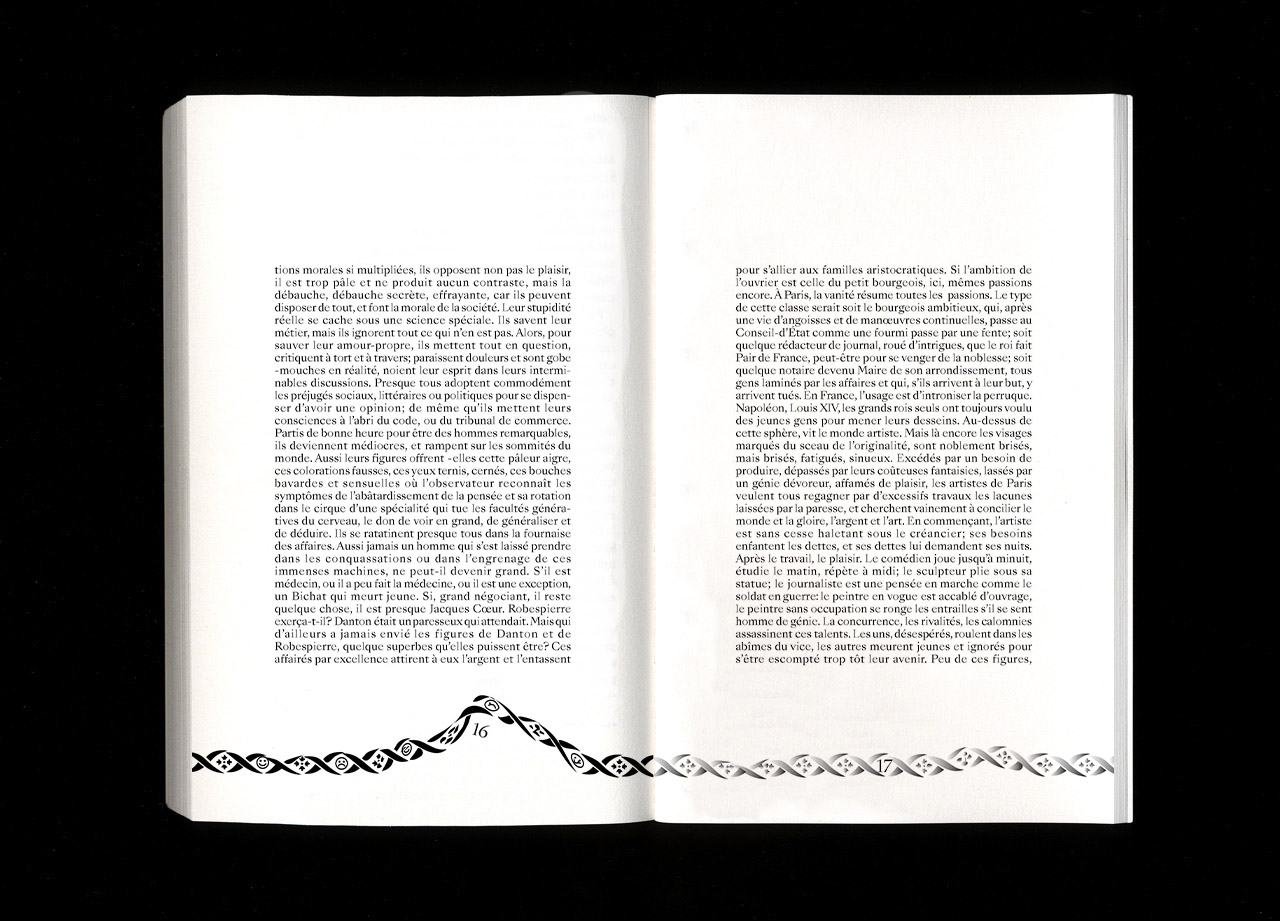 tions morales si multipliées, ils opposent non pas le plaisir,
il est trop pâle et ne produit aucun contraste, mais la
débauche, débauche secrète, effrayante, car ils peuvent
disposer de tout, et font la morale de la société. Leur stupidité
réelle se cache sous une science spéciale. Ils savent leur
métier, mais ils ignorent tout ce qui n'en est pas. Alors, pour
sauver leur amour-propre, ils mettent tout en question,
critiquent à tort et à travers; paraissent douleurs et sont gobe
-mouches en réalité, noient leur esprit dans leurs intermi-
nables discussions. Presque tous adoptent commodément
les préjugés sociaux, littéraires ou politiques pour se dispen-
ser d'avoir une opinion; de même qu'ils mettent leurs
consciences à l'abri du code, ou du tribunal de commerce.
Partis de bonne heure pour être des hommes remarquables,
ils deviennent médiocres, et rampent sur les sommités du
monde. Aussi leurs figures offrent -elles cette pâleur aigre,
ces colorations fausses, ces yeux ternis, cernés, ces bouches
bavardes et sensuelles où l'observateur reconnaît les
symptômes de l'abâtardissement de la pensée et sa rotation
dans le cirque d'une spécialité qui tue les facultés généra-
tives du cerveau, le don de voir en grand, de généraliser et
de déduire. Ils se ratatinent presque tous dans la fournaise
des affaires. Aussi jamais un homme qui s'est laissé prendre
dans les conquassations ou dans l'engrenage de ces
immenses machines, ne peut-il devenir grand. S'il est
médecin, ou il a peu fait la médecine, ou il est une exception,
un Bichat qui meurt jeune. Si, grand négociant, il reste
quelque chose, il est presque Jacques Cœur. Robespierre
exerça-t-il? Danton était un paresseux qui attendait. Mais qui
d'ailleurs a jamais envié les figures de Danton et de
Robespierre, quelque superbes qu'elles puissent être? Ces
affairés par excellence attirent à eux l'argent et l'entassent
16
pour s'allier aux familles aristocratiques. Si l'ambition de
l'ouvrier est celle du petit bourgeois, ici, mêmes passions
encore. À Paris, la vanité résume toutes les passions. Le type
de cette classe serait soit le bourgeois ambitieux, qui, après
une vie d'angoisses et de manœuvres continuelles, passe au
Conseil-d'État comme une fourmi passe par une fente; soit
quelque rédacteur de journal, roué d'intrigues, que le roi fait
Pair de France, peut-être pour se venger de la noblesse; soit
quelque notaire devenu Maire de son arrondissement, tous
gens laminés par les affaires et qui, s'ils arrivent à leur but, y
arrivent tués. En France, l'usage est d'introniser la perruque.
Napoléon, Louis XIV, les grands rois seuls ont toujours voulu
des jeunes gens pour mener leurs desseins. Au-dessus de
cette sphère, vit le monde artiste. Mais là encore les visages
marqués du sceau de l'originalité, sont noblement brisés,
mais brisés, fatigués, sinueux. Excédés par un besoin de
produire, dépassés par leurs coûteuses fantaisies, lassés par
un génie dévoreur, affamés de plaisir, les artistes de Paris
veulent tous regagner par d'excessifs travaux les lacunes
laissées par la paresse, et cherchent vainement à concilier le
monde et la gloire, l'argent et l'art. En commençant, l'artiste
est sans cesse haletant sous le créancier; ses besoins
enfantent les dettes, et ses dettes lui demandent ses nuits.
Après le travail, le plaisir. Le comédien joue jusqu'à minuit,
étudie le matin, répète à midi; le sculpteur plie sous sa
statue; le journaliste est une pensée en marche comme le
soldat en guerre: le peintre en vogue est accablé d'ouvrage,
le peintre sans occupation se ronge les entrailles s'il se sent
homme de génie. La concurrence, les rivalités, les calomnies
assassinent ces talents. Les uns, désespérés, roulent dans les
abîmes du vice, les autres meurent jeunes et ignorés pour
s'être escompté trop tôt leur avenir. Peu de ces figures,
17